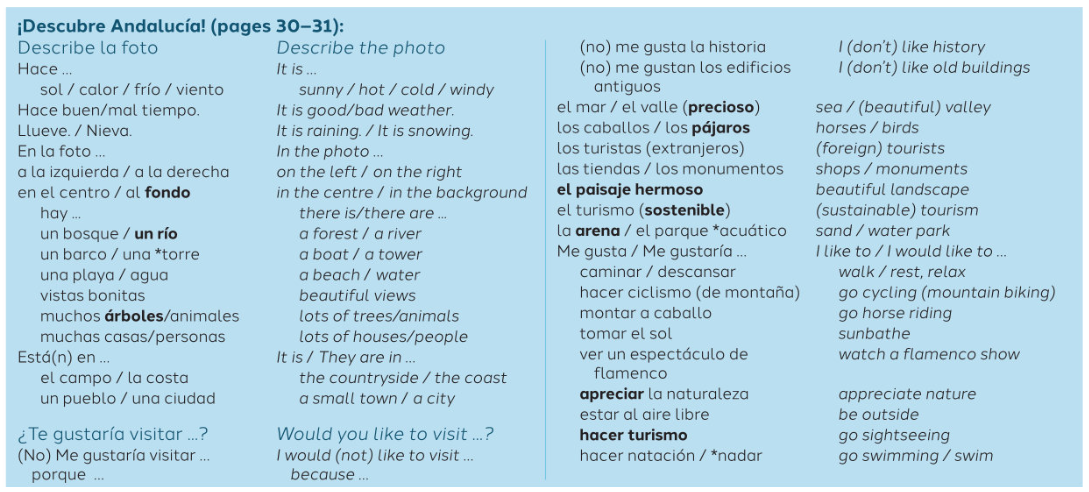 ¡Descubre Andalucía! (pages 30–31):
Describe la foto Describe the photo
Hace ... It is ...
sol / calor / frío / viento sunny / hot / cold / windy
Hace buen/mal tiempo. It is good/bad weather.
Llueve. / Nieva. It is raining. / It is snowing.
En la foto ... In the photo ...
a la izquierda / a la derecha on the left / on the right
en el centro / al fondo in the centre / in the background
hay ... there is/there are ...
un bosque / un río a forest / a river
un barco / una *torre a boat / a tower
una playa / agua a beach / water
vistas bonitas beautiful views
muchos árboles/animales lots of trees/animals
muchas casas/personas lots of houses/people
Está(n) en ... It is / They are in ...
el campo / la costa the countryside / the coast
un pueblo / una ciudad a small town / a city
¿Te gustaría visitar ...? Would you like to visit ...?
(No) Me gustaría visitar ... I would (not) like to visit ...
porque ... because ...
(no) me gusta la historia I (don't) like history
(no) me gustan los edificios I (don't) like old buildings
antiguos
el mar / el valle (precioso) sea / (beautiful) valley
los caballos / los pájaros horses / birds
los turistas (extranjeros) (foreign) tourists
las tiendas / los monumentos shops / monuments
el paisaje hermoso beautiful landscape
el turismo (sostenible) (sustainable) tourism
la arena / el parque *acuático sand / water park
Me gusta / Me gustaría ... I like to / I would like to ...
caminar / descansar walk / rest, relax
hacer ciclismo (de montaña) go cycling (mountain biking)
montar a caballo go horse riding
tomar el sol sunbathe
ver un espectáculo de watch a flamenco show
flamenco
apreciar la naturaleza appreciate nature
estar al aire libre be outside
hacer turismo go sightseeing
hacer natación / *nadar go swimming / swim